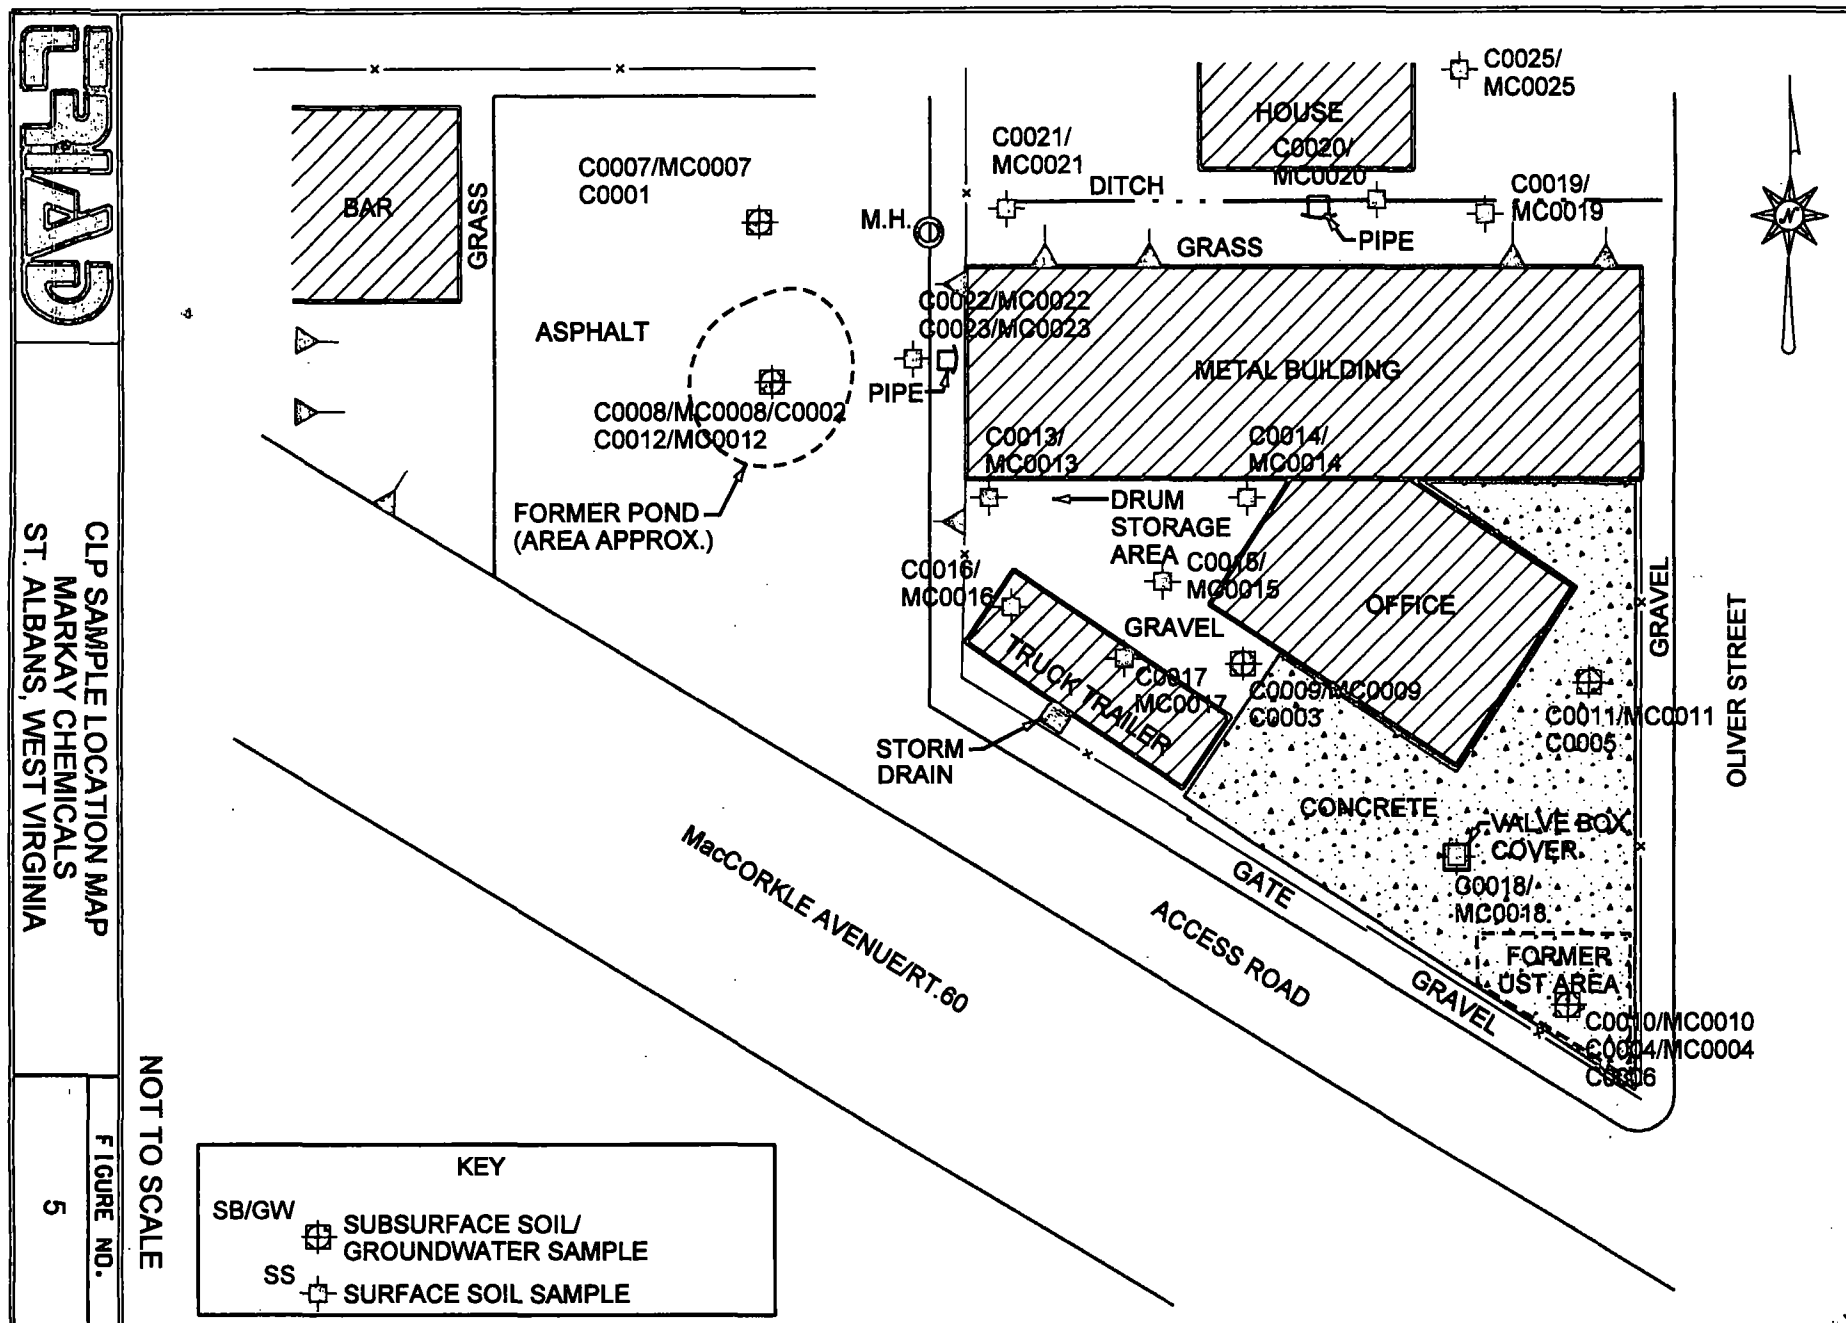 TRIAD
CLP SAMPLE LOCATION MAP
MARKAY CHEMICALS
ST. ALBANS, WEST VIRGINIA
FIGURE NO.
5
NOT TO SCALE
BAR
GRASS
C0007/MC0007
C0001
ASPHALT
C0008/MC0008/C0002
C0012/MC0012
FORMER POND
(AREA APPROX.)
M.H.
C0021/
MC0021
DITCH
HOUSE
C0020/
MC0020
C0025/
MC0025
C0019/
MC0019
PIPE
GRASS
N
C0022/MC0022
C0023/MC0023
PIPE
METAL BUILDING
C0013/
MC0013
C0014/
MC0014
DRUM
STORAGE
AREA
C0015/
MC0015
C0016/
MC0016
GRAVEL
OFFICE
GRAVEL
OLIVER STREET
TRUCK TRAILER
C0017
MC0017
C0009/MC0009
C0003
C0011/MC0011
C0005
STORM
DRAIN
CONCRETE
VALVE BOX
COVER
C0018/
MC0018
GATE
FORMER
UST AREA
GRAVEL
C0010/MC0010
C0004/MC0004
C0006
ACCESS ROAD
MacCORKLE AVENUE/RT.60
KEY
SB/GW
SUBSURFACE SOIL/
GROUNDWATER SAMPLE
SS
SURFACE SOIL SAMPLE